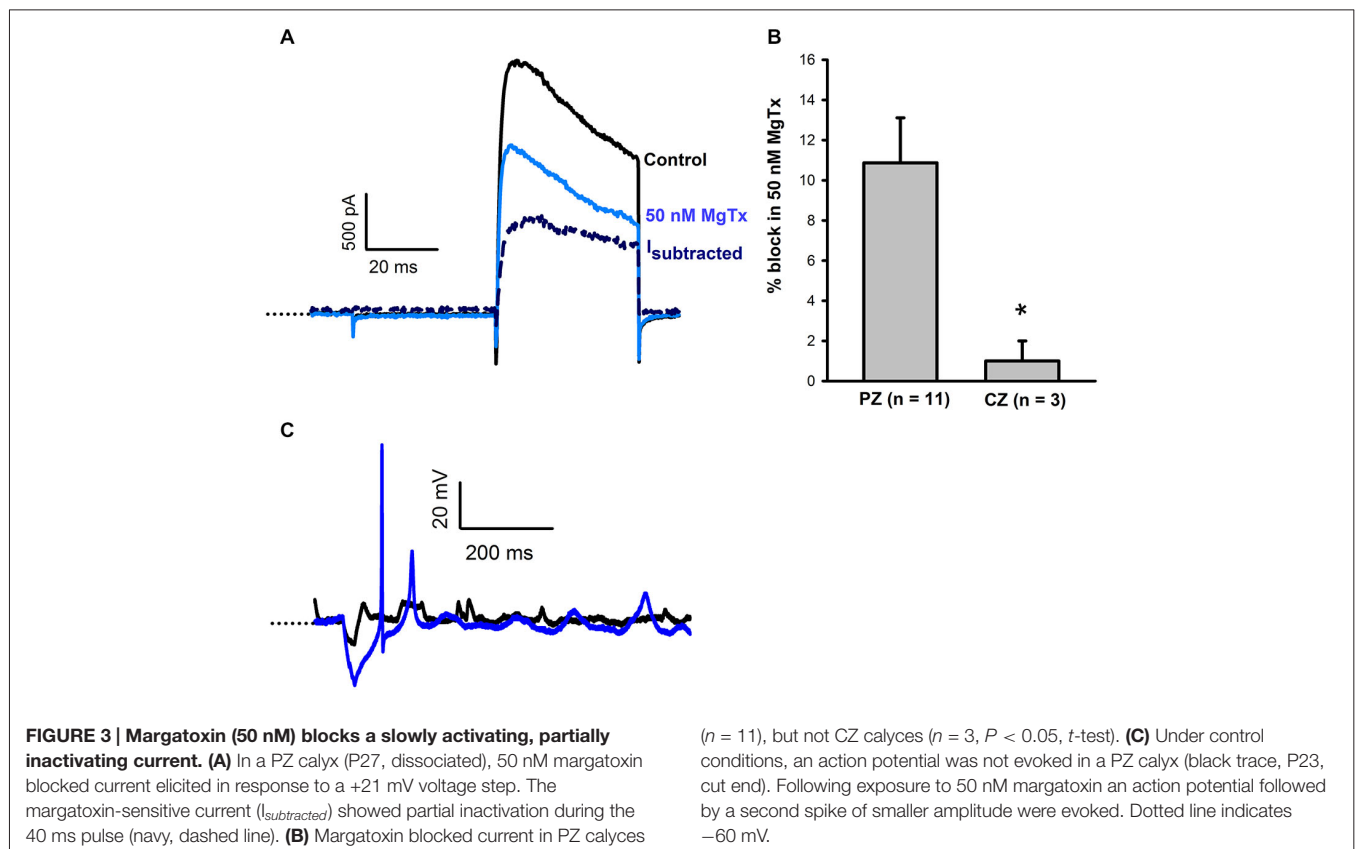 A
Control
50 nM MgTx
Isubtracted
500 pA
20 ms
B
% block in 50 nM MgTx
16
14
12
10
8
6
4
2
0
*
PZ (n = 11)
CZ (n = 3)
C
20 mV
200 ms
FIGURE 3 | Margatoxin (50 nM) blocks a slowly activating, partially
inactivating current. (A) In a PZ calyx (P27, dissociated), 50 nM margatoxin
blocked current elicited in response to a +21 mV voltage step. The
margatoxin-sensitive current (Isubtracted) showed partial inactivation during the
40 ms pulse (navy, dashed line). (B) Margatoxin blocked current in PZ calyces
(n = 11), but not CZ calyces (n = 3, P < 0.05, t-test). (C) Under control
conditions, an action potential was not evoked in a PZ calyx (black trace, P23,
cut end). Following exposure to 50 nM margatoxin an action potential followed
by a second spike of smaller amplitude were evoked. Dotted line indicates
−60 mV.